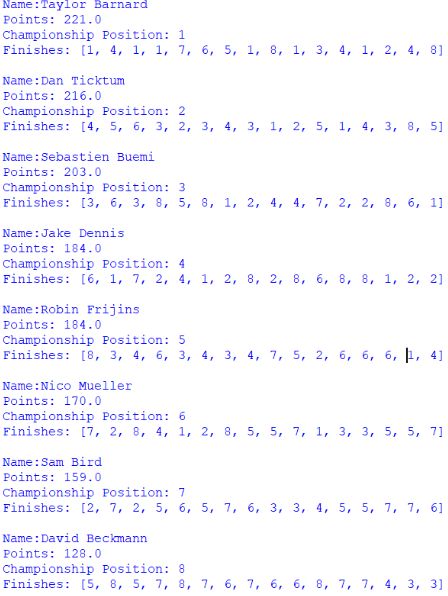 Name:Taylor Barnard
Points: 221.0
Championship Position: 1
Finishes: [1, 4, 1, 1, 7, 6, 5, 1, 8, 1, 3, 4, 1, 2, 4, 8]
Name:Dan Ticktum
Points: 216.0
Championship Position: 2
Finishes: [4, 5, 6, 3, 2, 3, 4, 3, 1, 2, 5, 1, 4, 3, 8, 5]
Name:Sebastien Buemi
Points: 203.0
Championship Position: 3
Finishes: [3, 6, 3, 8, 5, 8, 1, 2, 4, 4, 7, 2, 2, 8, 6, 1]
Name:Jake Dennis
Points: 184.0
Championship Position: 4
Finishes: [6, 1, 7, 2, 4, 1, 2, 8, 2, 8, 6, 8, 8, 1, 2, 2]
Name:Robin Frijins
Points: 184.0
Championship Position: 5
Finishes: [8, 3, 4, 6, 3, 4, 3, 4, 7, 5, 2, 6, 6, 6, 1, 4]
Name:Nico Mueller
Points: 170.0
Championship Position: 6
Finishes: [7, 2, 8, 4, 1, 2, 8, 5, 5, 7, 1, 3, 3, 5, 5, 7]
Name:Sam Bird
Points: 159.0
Championship Position: 7
Finishes: [2, 7, 2, 5, 6, 5, 7, 6, 3, 3, 4, 5, 5, 7, 7, 6]
Name:David Beckmann
Points: 128.0
Championship Position: 8
Finishes: [5, 8, 5, 7, 8, 7, 6, 7, 6, 6, 8, 7, 7, 4, 3, 3]